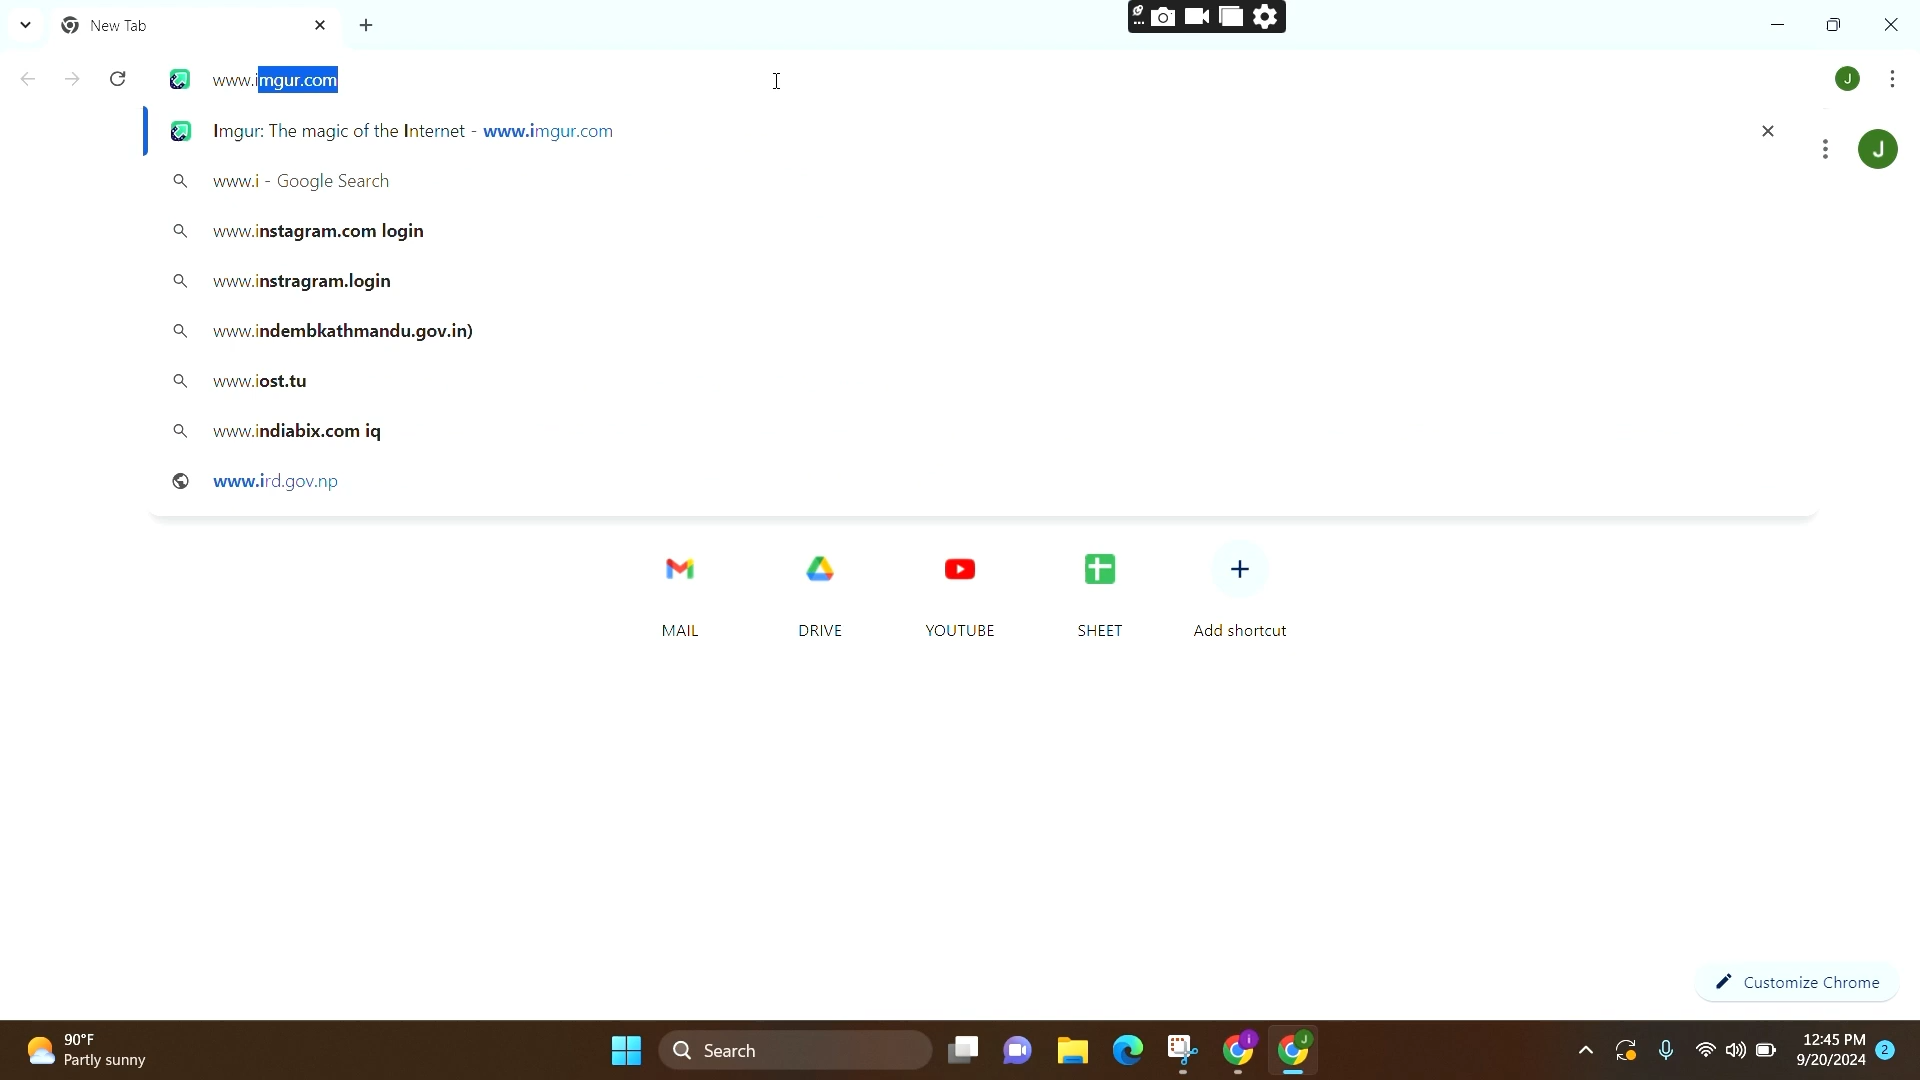 New Tab
www.imgur.com
J
Imgur: The magic of the Internet - www.imgur.com
J
www.i - Google Search
www.instagram.com login
www.instragram.login
www.indembkathmandu.gov.in)
www.iost.tu
www.indiabix.com iq
www.ird.gov.np
MAIL DRIVE YOUTUBE SHEET Add shortcut
Customize Chrome
90°F
Partly sunny
Search
i
J
12:45 PM
9/20/2024
2